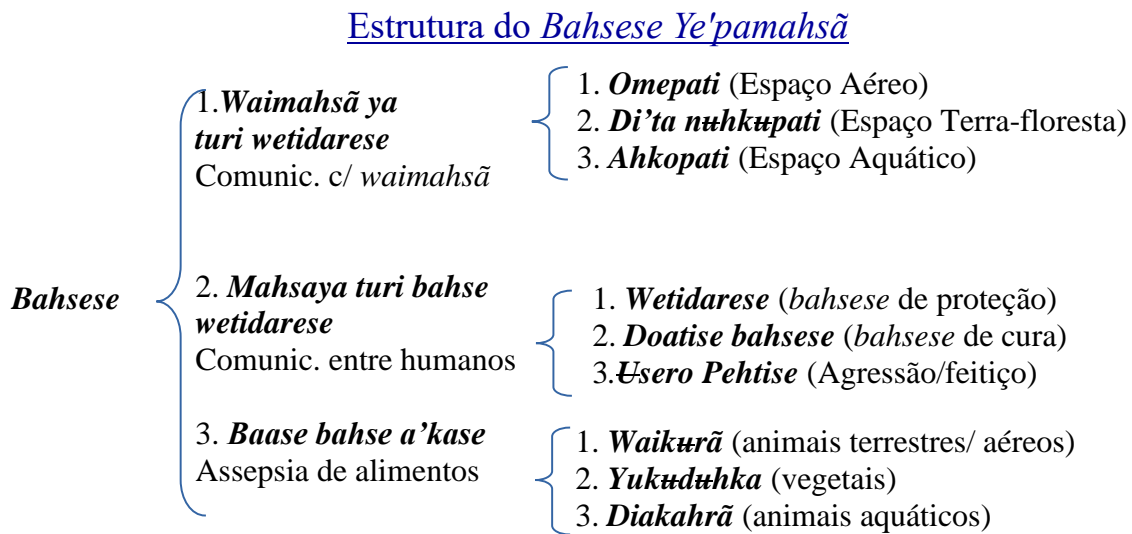 Estrutura do Bahsese Ye'pamahsã
1.Waimahsã ya
turi wetidarese
Comunic. c/ waimahsã
1. Omepati (Espaço Aéreo)
2. Di’ta nʉhkʉpati (Espaço Terra-floresta)
3. Ahkopati (Espaço Aquático)
Bahsese
2. Mahsaya turi bahse
wetidarese
Comunic. entre humanos
1. Wetidarese (bahsese de proteção)
2. Doatise bahsese (bahsese de cura)
3.Ʉsero Pehtise (Agressão/feitiço)
3. Baase bahse a’kase
Assepsia de alimentos
1. Waikʉrã (animais terrestres/ aéreos)
2. Yukʉdʉhka (vegetais)
3. Diakahrã (animais aquáticos)